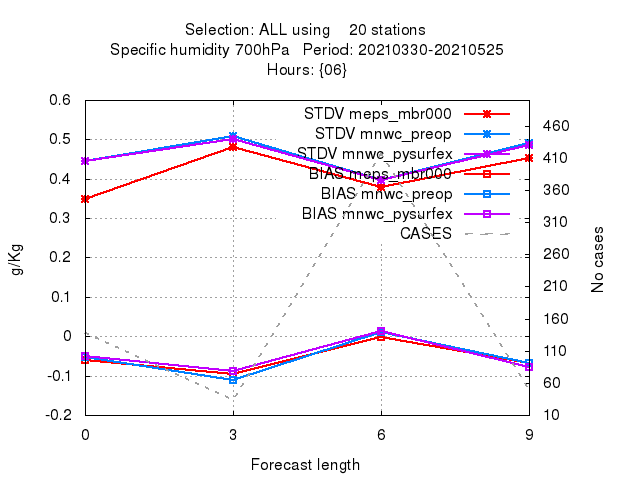 Selection: ALL using 20 stations
Specific humidity 700hPa Period: 20210330-20210525
Hours: {06}
STDV meps_mbr000
STDV mnwc_preop
STDV mnwc_pysurfex
BIAS meps_mbr000
BIAS mnwc_preop
BIAS mnwc_pysurfex
CASES
g/Kg
0.6
0.5
0.4
0.3
0.2
0.1
0
-0.1
-0.2
No cases
460
410
360
310
260
210
160
110
60
10
0 3 6 9
Forecast length